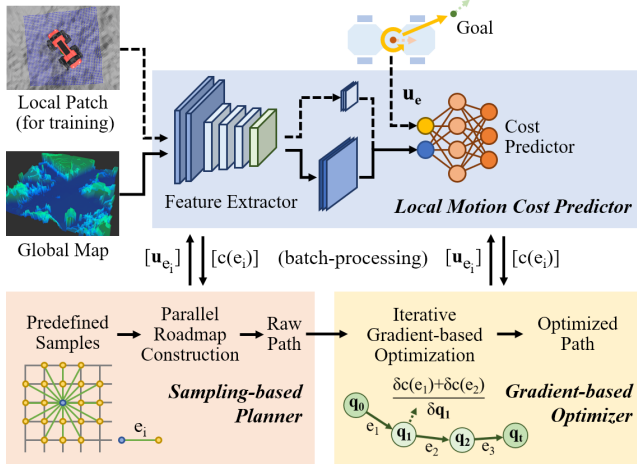 Goal
Local Patch
(for training)
u_e
Cost
Predictor
Feature Extractor
Local Motion Cost Predictor
Global Map
[u_{e_i}]
[c(e_i)]
(batch-processing)
[u_{e_i}]
[c(e_i)]
Predefined
Samples
Parallel
Roadmap
Construction
Raw
Path
Iterative
Gradient-based
Optimization
Optimized
Path
Sampling-based
Planner
e_i
δc(e_1)+δc(e_2)
δq_1
Gradient-based
Optimizer
q_0
e_1
q_1
e_2
q_2
e_3
q_t